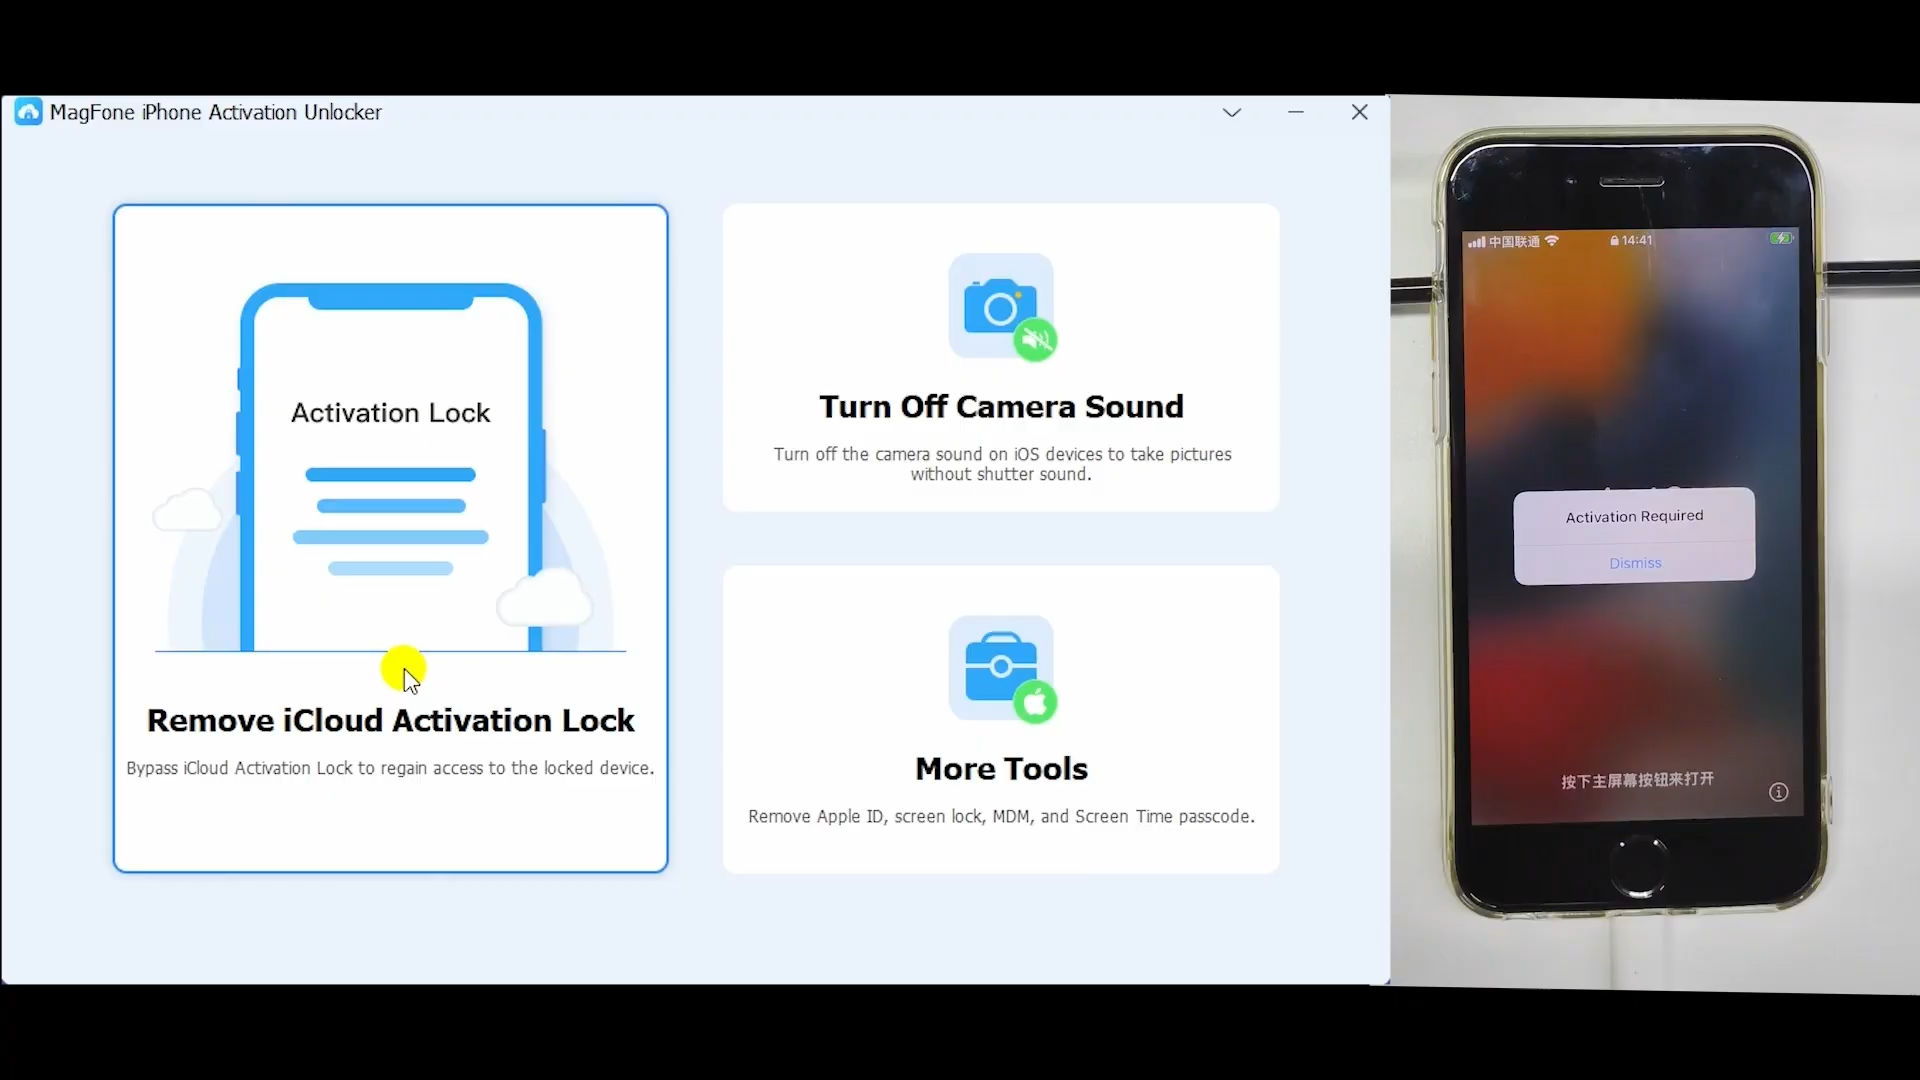 MagFone iPhone Activation Unlocker
Activation Lock
Remove iCloud Activation Lock
Bypass iCloud Activation Lock to regain access to the locked device.
Turn Off Camera Sound
Turn off the camera sound on iOS devices to take pictures
without shutter sound.
More Tools
Remove Apple ID, screen lock, MDM, and Screen Time passcode.
中国联通 14:41
Activation Required
Dismiss
按下主屏幕按钮来打开